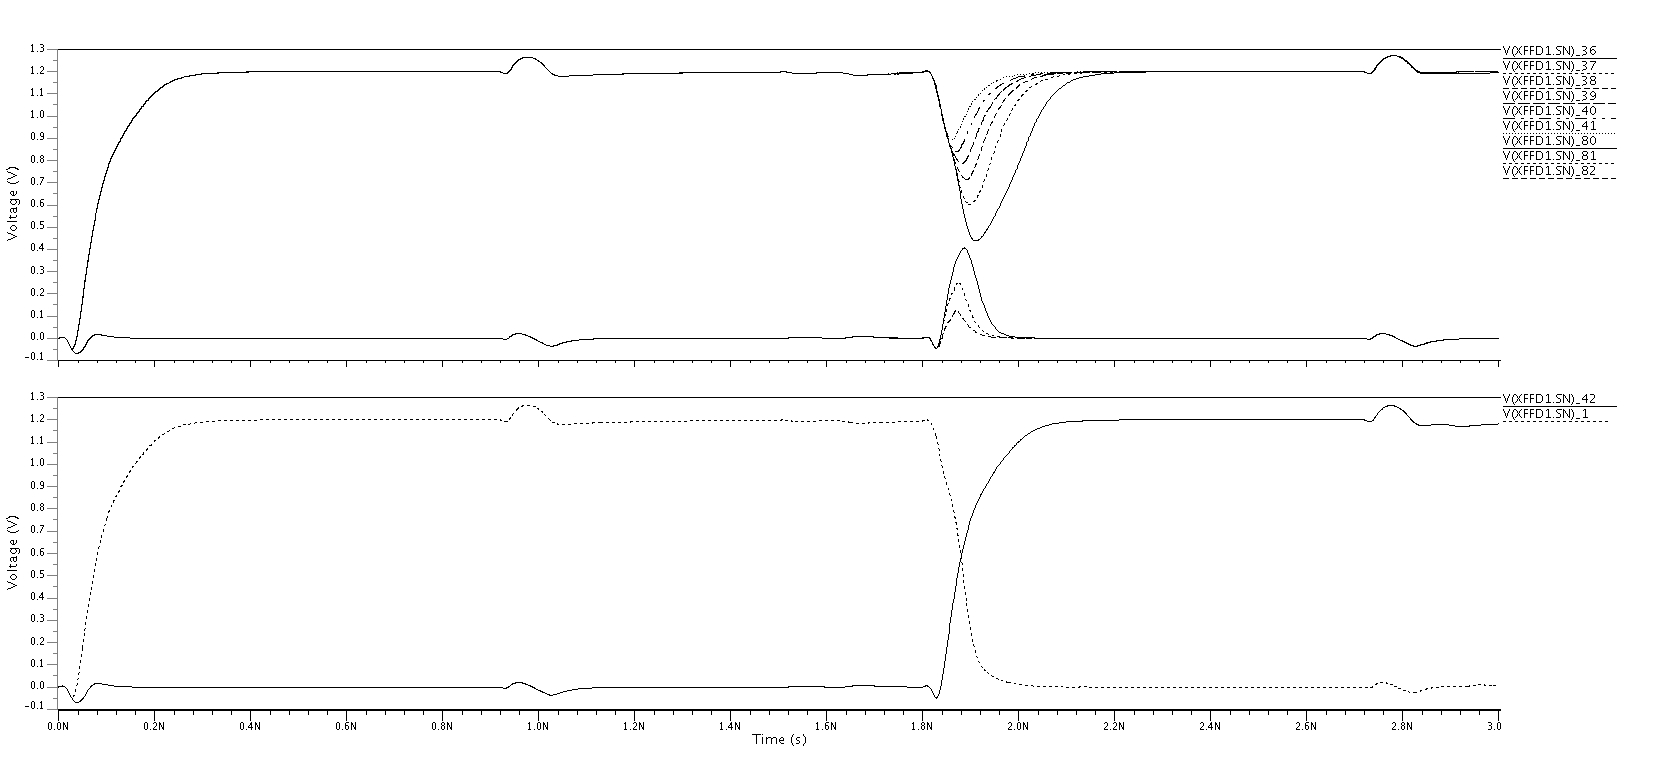 1.3
1.2
1.1
1.0
0.9
0.8
0.7
0.6
0.5
0.4
0.3
0.2
0.1
0.0
-0.1
Voltage (V)
V(XFFD1.SN)_36
V(XFFD1.SN)_37
V(XFFD1.SN)_38
V(XFFD1.SN)_39
V(XFFD1.SN)_40
V(XFFD1.SN)_41
V(XFFD1.SN)_80
V(XFFD1.SN)_81
V(XFFD1.SN)_82
1.3
1.2
1.1
1.0
0.9
0.8
0.7
0.6
0.5
0.4
0.3
0.2
0.1
0.0
-0.1
Voltage (V)
V(XFFD1.SN)_42
V(XFFD1.SN)_1
0.0N 0.2N 0.4N 0.6N 0.8N 1.0N 1.2N 1.4N 1.6N 1.8N 2.0N 2.2N 2.4N 2.6N 2.8N 3.0
Time (s)